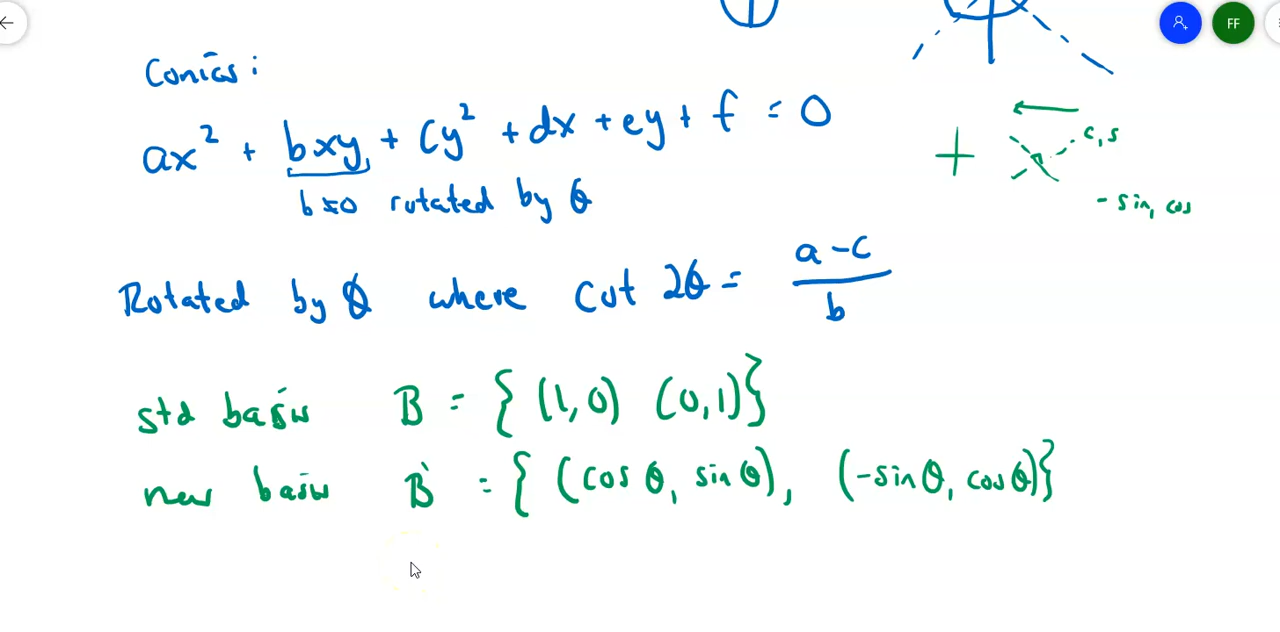 FF
Conics:
ax² + bxy + cy² + dx + ey + f = 0
b≠0 rotated by θ
c, s
- sin, cos
Rotated by θ where cot 2θ = a-c / b
std basis B = { (1, 0) (0, 1)}
new basis B' = { (cos θ, sin θ), (-sin θ, cos θ)}